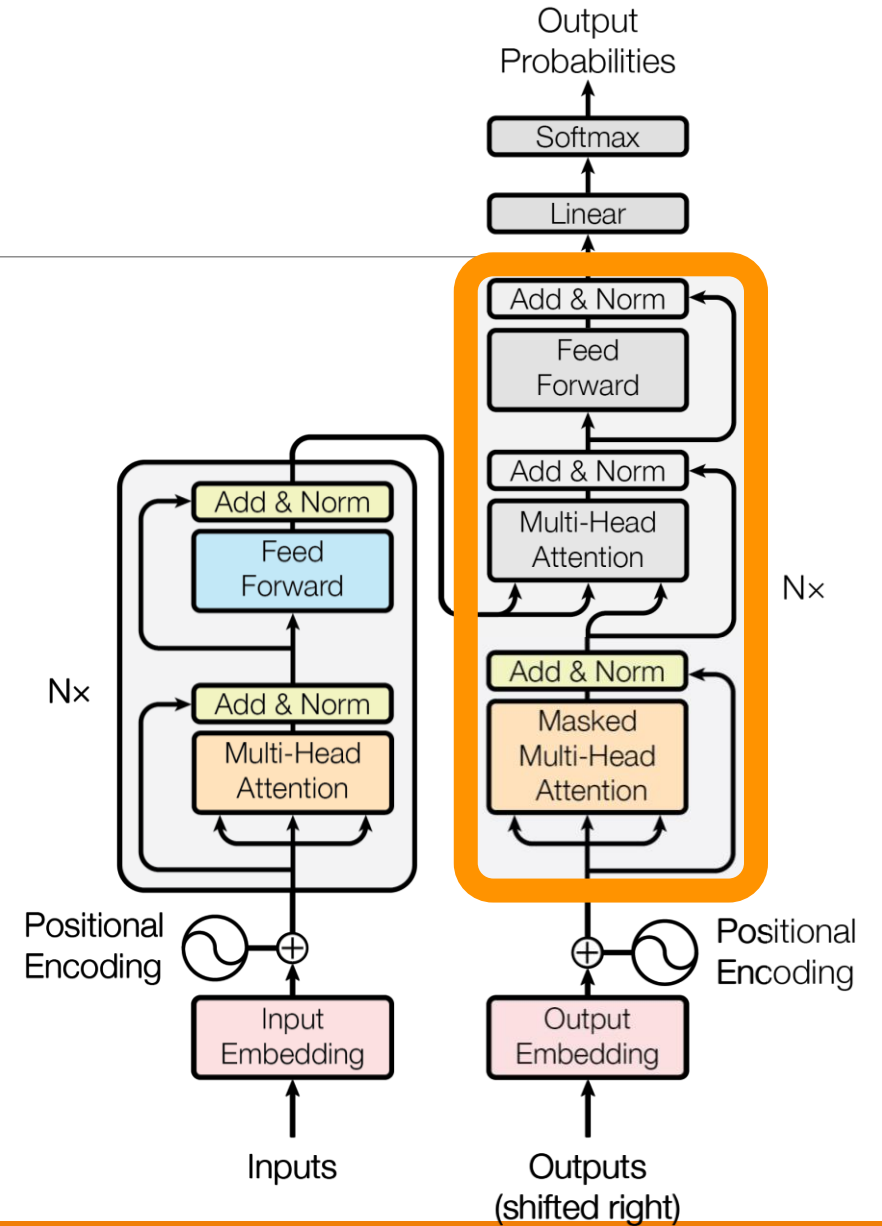 Output
Probabilities
Softmax
Linear
Add & Norm
Feed
Forward
Add & Norm
Multi-Head
Attention
Nx
Add & Norm
Masked
Multi-Head
Attention
Positional
Encoding
Output
Embedding
Outputs
(shifted right)
Add & Norm
Feed
Forward
Nx
Add & Norm
Multi-Head
Attention
Positional
Encoding
Input
Embedding
Inputs